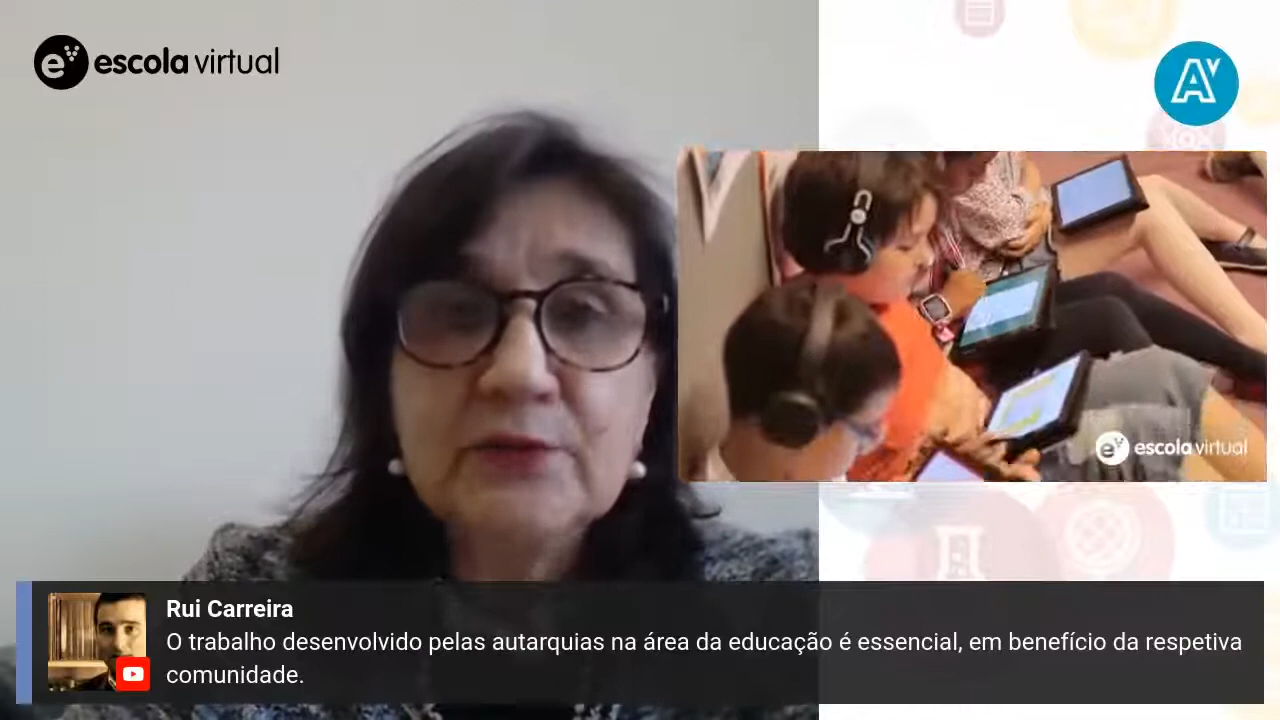 escola virtual
AV
escola virtual
Rui Carreira
O trabalho desenvolvido pelas autarquias na área da educação é essencial, em benefício da respetiva
comunidade.